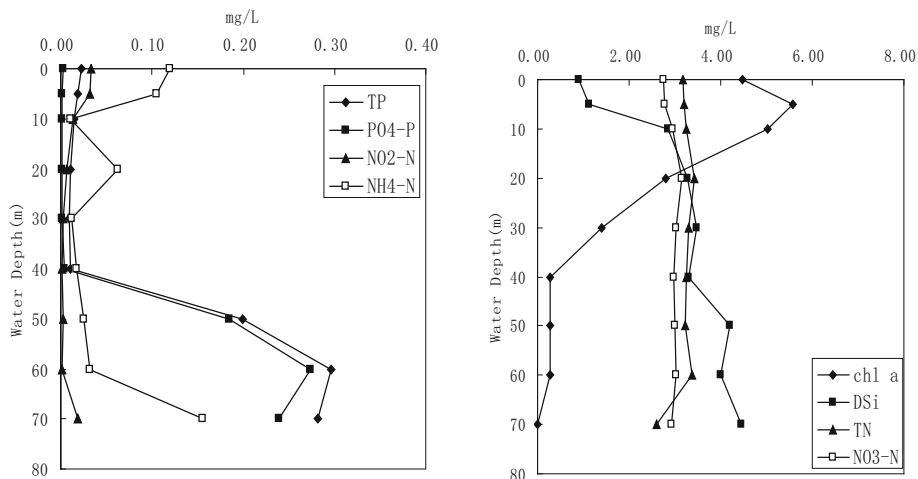 mg/L
0.00 0.10 0.20 0.30 0.40
0
10
20
30
40
50
60
70
80
Water Depth(m)
TP
PO4-P
NO2-N
NH4-N
mg/L
0.00 2.00 4.00 6.00 8.00
0
10
20
30
40
50
60
70
80
Water Depth(m)
chl a
DSi
TN
NO3-N